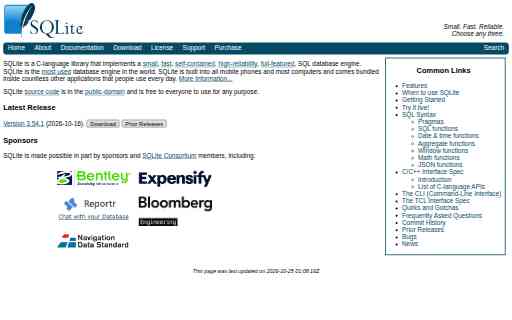 SQLite
Small. Fast. Reliable.
Choose any three.
Home About Documentation Download License Support Purchase Search
SQLite is a C-language library that implements a small, fast, self-contained, high-reliability, full-featured, SQL database engine.
SQLite is the most used database engine in the world. SQLite is built into all mobile phones and most computers and comes bundled
inside countless other applications that people use every day. More Information...
SQLite source code is in the public-domain and is free to everyone to use for any purpose.
Latest Release
Version 3.54.1 (2026-10-16). Download Prior Releases
Sponsors
SQLite is made possible in part by sponsors and SQLite Consortium members, including:
Bentley
Expensify
Reportr
Chat with your Database
Bloomberg
Engineering
Navigation
Data Standard
Common Links
Features
When to use SQLite
Getting Started
Try it live!
SQL Syntax
Pragmas
SQL functions
Date & time functions
Aggregate functions
Window functions
Math functions
JSON functions
C/C++ Interface Spec
Introduction
List of C-language APIs
The CLI (Command-Line Interface)
The TCL Interface Spec
Quirks and Gotchas
Frequently Asked Questions
Commit History
Prior Releases
Bugs
News
This page was last updated on 2026-10-25 01:08:19Z